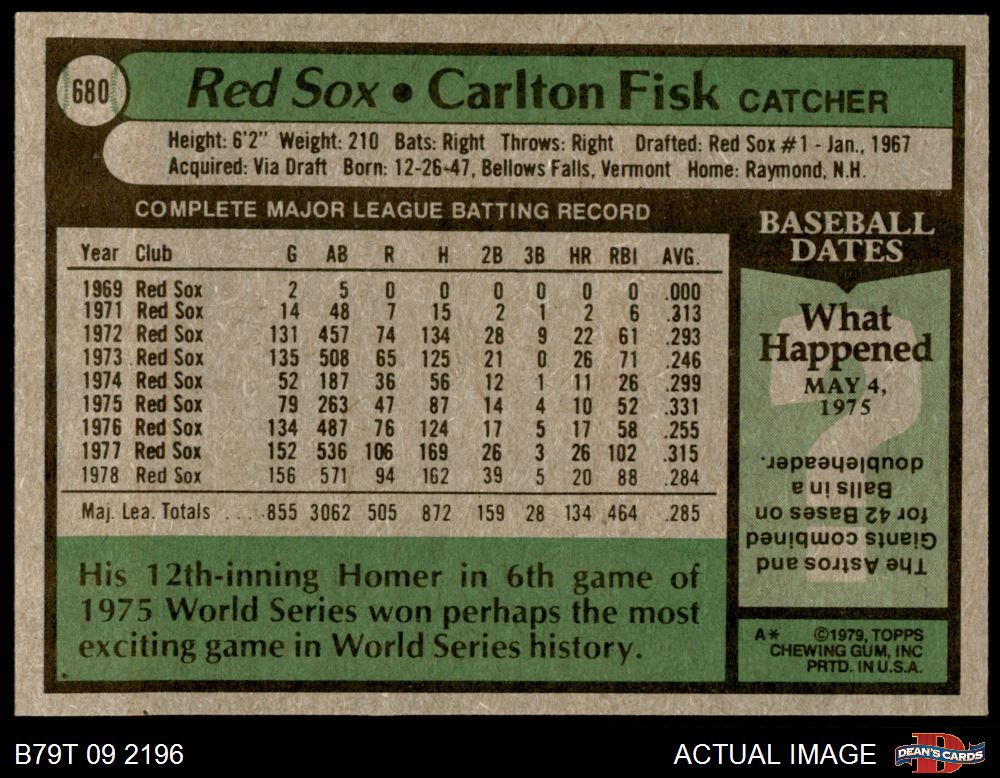 680
Red Sox • Carlton Fisk CATCHER
Height: 6'2" Weight: 210 Bats: Right Throws: Right Drafted: Red Sox #1 - Jan., 1967
Acquired: Via Draft Born: 12-26-47, Bellows Falls, Vermont Home: Raymond, N.H.
COMPLETE MAJOR LEAGUE BATTING RECORD
Year Club G AB R H 2B 3B HR RBI AVG.
1969 Red Sox 2 5 0 0 0 0 0 0 .000
1971 Red Sox 14 48 7 15 2 1 2 6 .313
1972 Red Sox 131 457 74 134 28 9 22 61 .293
1973 Red Sox 135 508 65 125 21 0 26 71 .246
1974 Red Sox 52 187 36 56 12 1 11 26 .299
1975 Red Sox 79 263 47 87 14 4 10 52 .331
1976 Red Sox 134 487 76 124 17 5 17 58 .255
1977 Red Sox 152 536 106 169 26 3 26 102 .315
1978 Red Sox 156 571 94 162 39 5 20 88 .284
Maj. Lea. Totals .... 855 3062 505 872 159 28 134 464 .285
His 12th-inning Homer in 6th game of
1975 World Series won perhaps the most
exciting game in World Series history.
BASEBALL
DATES
What
Happened
MAY 4,
1975
?
The Astros and
Giants combined
for 42 Bases on
Balls in a
doubleheader.
A* ©1979, TOPPS
CHEWING GUM, INC
PRTD. IN U.S.A.
B79T 09 2196
ACTUAL IMAGE
DEAN'S CARDS